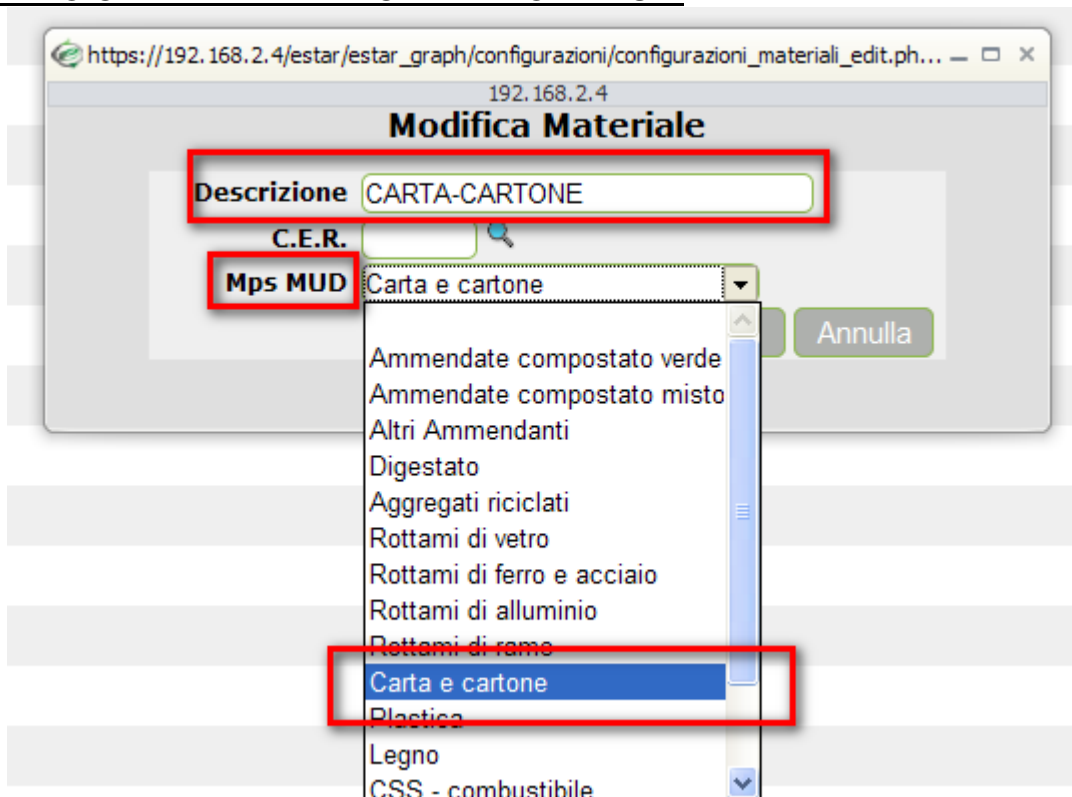 https://192.168.2.4/estar/estar_graph/configurazioni/configurazioni_materiali_edit.ph...
192.168.2.4
Modifica Materiale
Descrizione CARTA-CARTONE
C.E.R.
Mps MUD Carta e cartone
Annulla
Ammendate compostato verde
Ammendate compostato misto
Altri Ammendanti
Digestato
Aggregati riciclati
Rottami di vetro
Rottami di ferro e acciaio
Rottami di alluminio
Rottami di rame
Carta e cartone
Plastica
Legno
CSS - combustibile